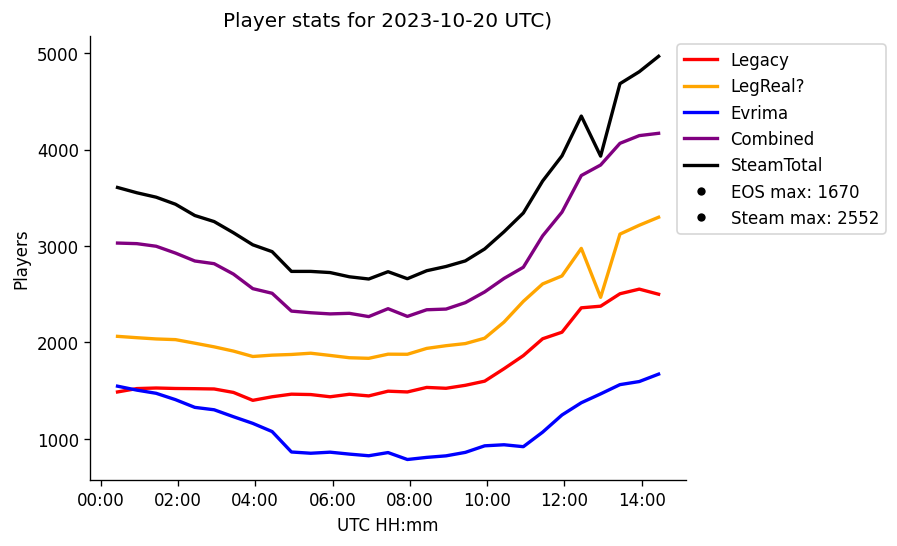 Player stats for 2023-10-20 UTC)
Players
5000
4000
3000
2000
1000
00:00 02:00 04:00 06:00 08:00 10:00 12:00 14:00
UTC HH:mm
Legacy
LegReal?
Evrima
Combined
SteamTotal
EOS max: 1670
Steam max: 2552